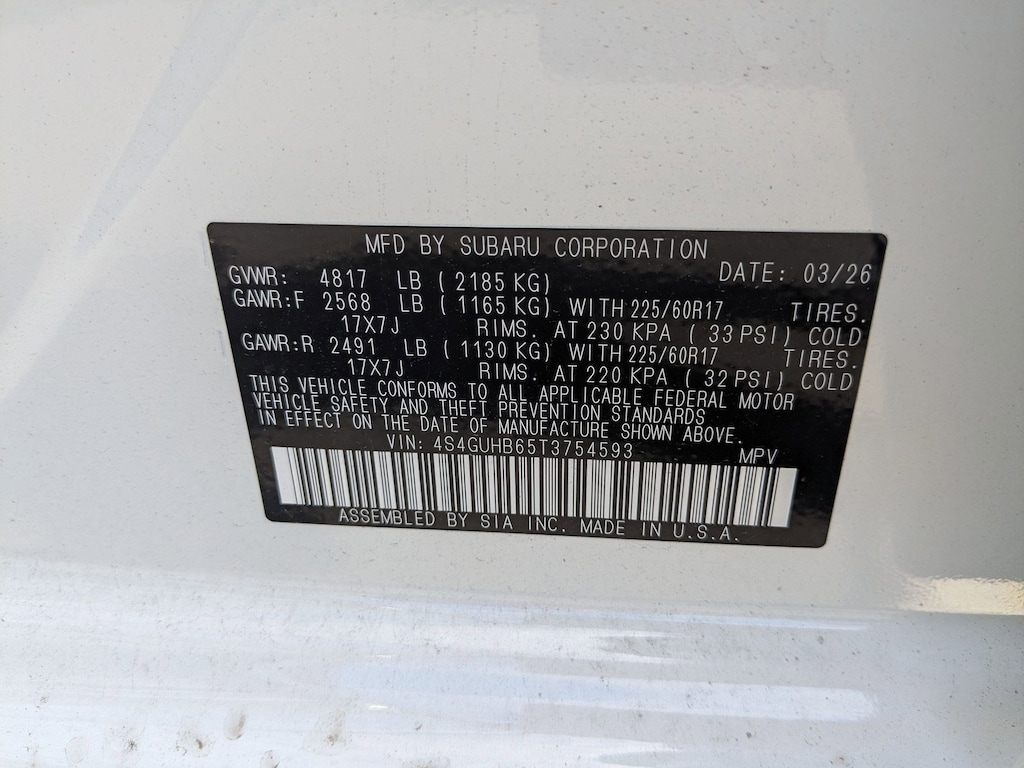 MFD BY SUBARU CORPORATION
DATE: 03/26
GVWR: 4817 LB (2185 KG)
GAWR:F 2568 LB (1165 KG) WITH 225/60R17 TIRES.
17X7J RIMS. AT 230 KPA (33 PSI) COLD
GAWR:R 2491 LB (1130 KG) WITH 225/60R17 TIRES.
17X7J RIMS. AT 220 KPA (32 PSI) COLD
THIS VEHICLE CONFORMS TO ALL APPLICABLE FEDERAL MOTOR
VEHICLE SAFETY AND THEFT PREVENTION STANDARDS
IN EFFECT ON THE DATE OF MANUFACTURE SHOWN ABOVE.
VIN: 4S4GUHB65T3754593 MPV
ASSEMBLED BY SIA INC. MADE IN U.S.A.